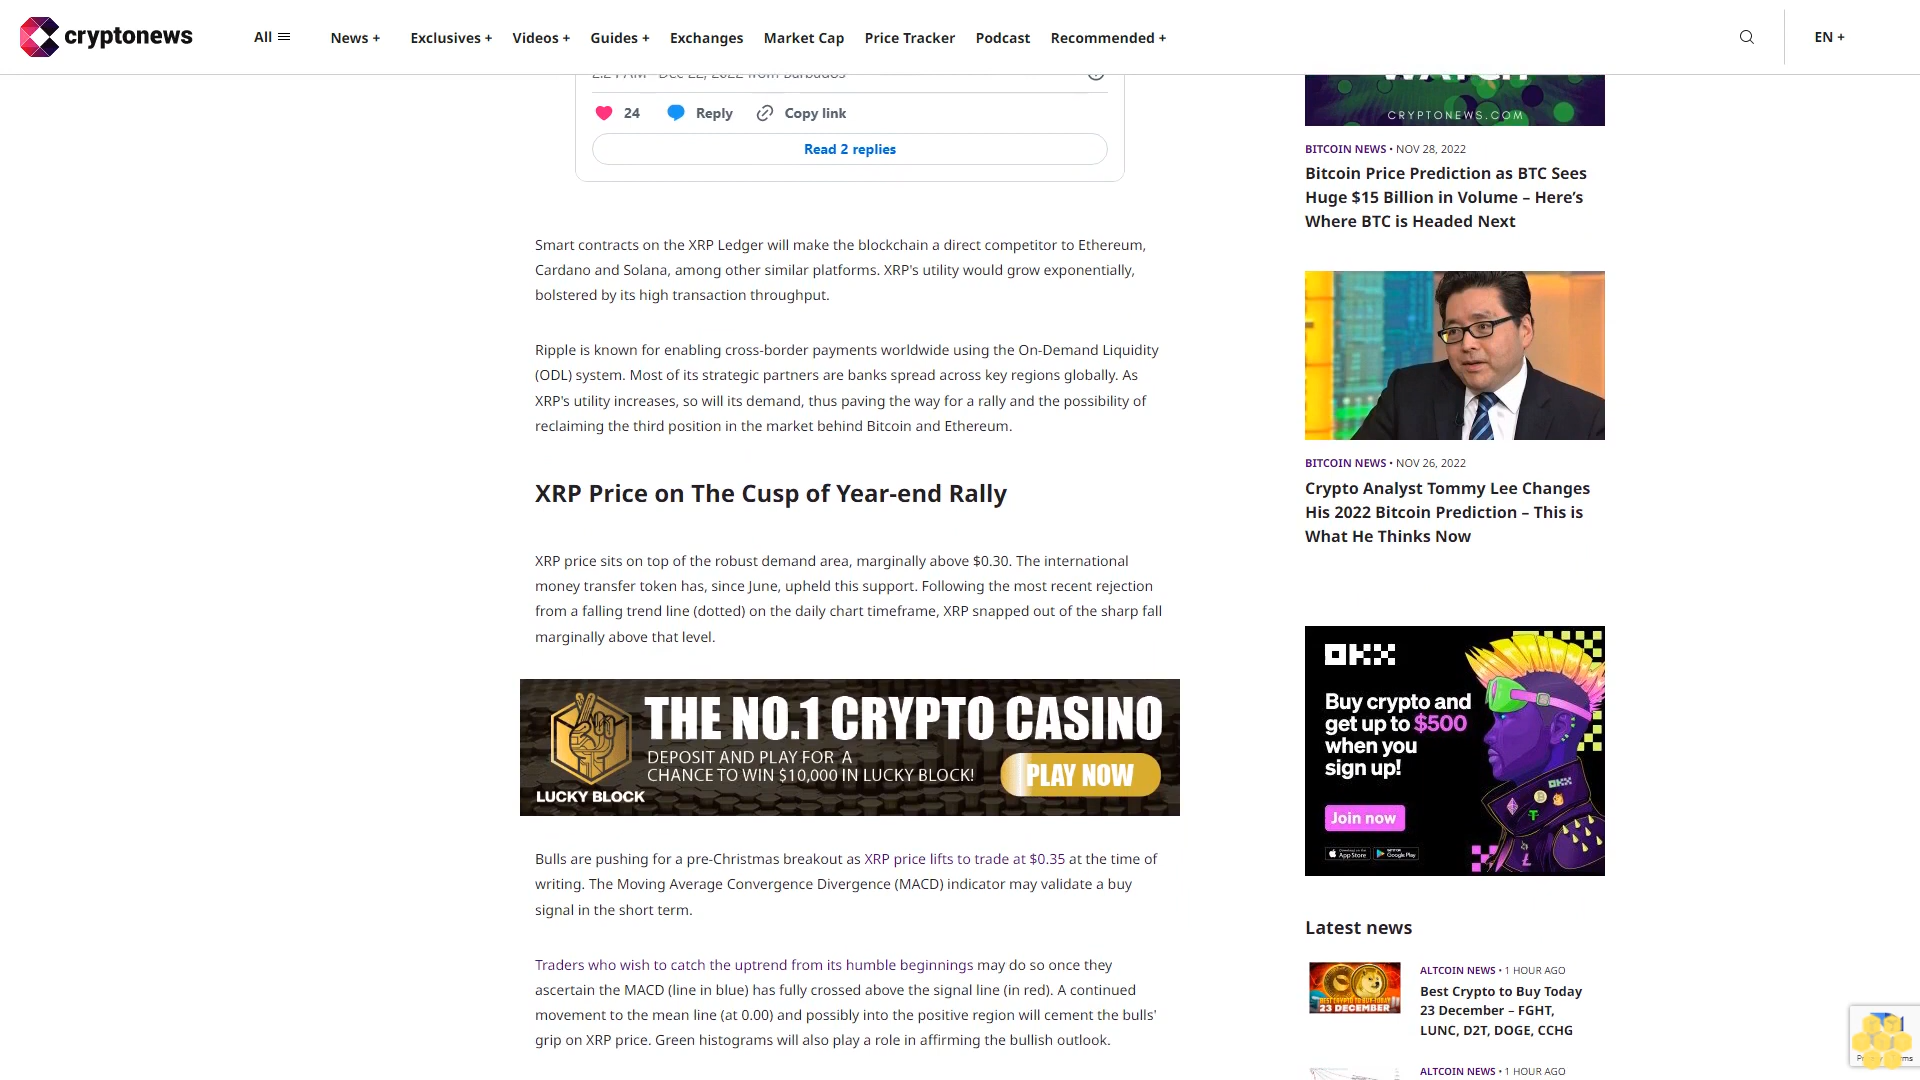 cryptonews
All
News +
Exclusives +
Videos +
Guides +
Exchanges
Market Cap
Price Tracker
Podcast
Recommended +
EN +
2:21 AM · Dec 22, 2022 from Barbados
24
Reply
Copy link
Read 2 replies
Smart contracts on the XRP Ledger will make the blockchain a direct competitor to Ethereum,
Cardano and Solana, among other similar platforms. XRP's utility would grow exponentially,
bolstered by its high transaction throughput.
Ripple is known for enabling cross-border payments worldwide using the On-Demand Liquidity
(ODL) system. Most of its strategic partners are banks spread across key regions globally. As
XRP's utility increases, so will its demand, thus paving the way for a rally and the possibility of
reclaiming the third position in the market behind Bitcoin and Ethereum.
XRP Price on The Cusp of Year-end Rally
XRP price sits on top of the robust demand area, marginally above $0.30. The international
money transfer token has, since June, upheld this support. Following the most recent rejection
from a falling trend line (dotted) on the daily chart timeframe, XRP snapped out of the sharp fall
marginally above that level.
THE NO.1 CRYPTO CASINO
DEPOSIT AND PLAY FOR A
CHANCE TO WIN $10,000 IN LUCKY BLOCK!
PLAY NOW
LUCKY BLOCK
Bulls are pushing for a pre-Christmas breakout as XRP price lifts to trade at $0.35 at the time of
writing. The Moving Average Convergence Divergence (MACD) indicator may validate a buy
signal in the short term.
Traders who wish to catch the uptrend from its humble beginnings may do so once they
ascertain the MACD (line in blue) has fully crossed above the signal line (in red). A continued
movement to the mean line (at 0.00) and possibly into the positive region will cement the bulls'
grip on XRP price. Green histograms will also play a role in affirming the bullish outlook.
WATCH
CRYPTONEWS.COM
BITCOIN NEWS • NOV 28, 2022
Bitcoin Price Prediction as BTC Sees
Huge $15 Billion in Volume – Here's
Where BTC is Headed Next
BITCOIN NEWS • NOV 26, 2022
Crypto Analyst Tommy Lee Changes
His 2022 Bitcoin Prediction – This is
What He Thinks Now
OKX
Buy crypto and
get up to $500
when you
sign up!
Join now
App Store
Google Play
OKX
Latest news
BEST CRYPTO TO BUY TODAY
23 DECEMBER
ALTCOIN NEWS • 1 HOUR AGO
Best Crypto to Buy Today
23 December – FGHT,
LUNC, D2T, DOGE, CCHG
ALTCOIN NEWS • 1 HOUR AGO